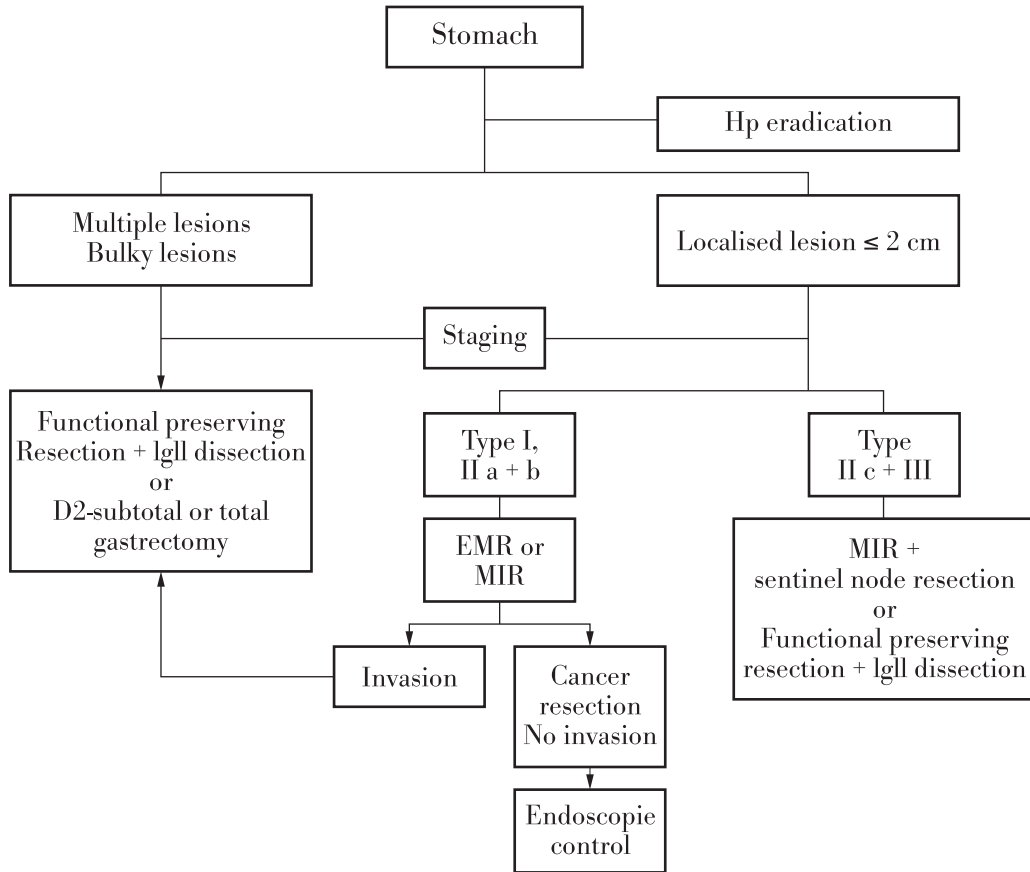 Stomach
Hp eradication
Multiple lesions
Bulky lesions
Localised lesion ≤ 2 cm
Staging
Functional preserving
Resection + lgll dissection
or
D2-subtotal or total
gastrectomy
Type I,
II a + b
Type
II c + III
EMR or
MIR
MIR +
sentinel node resection
or
Functional preserving
resection + lgll dissection
Invasion
Cancer
resection
No invasion
Endoscopie
control